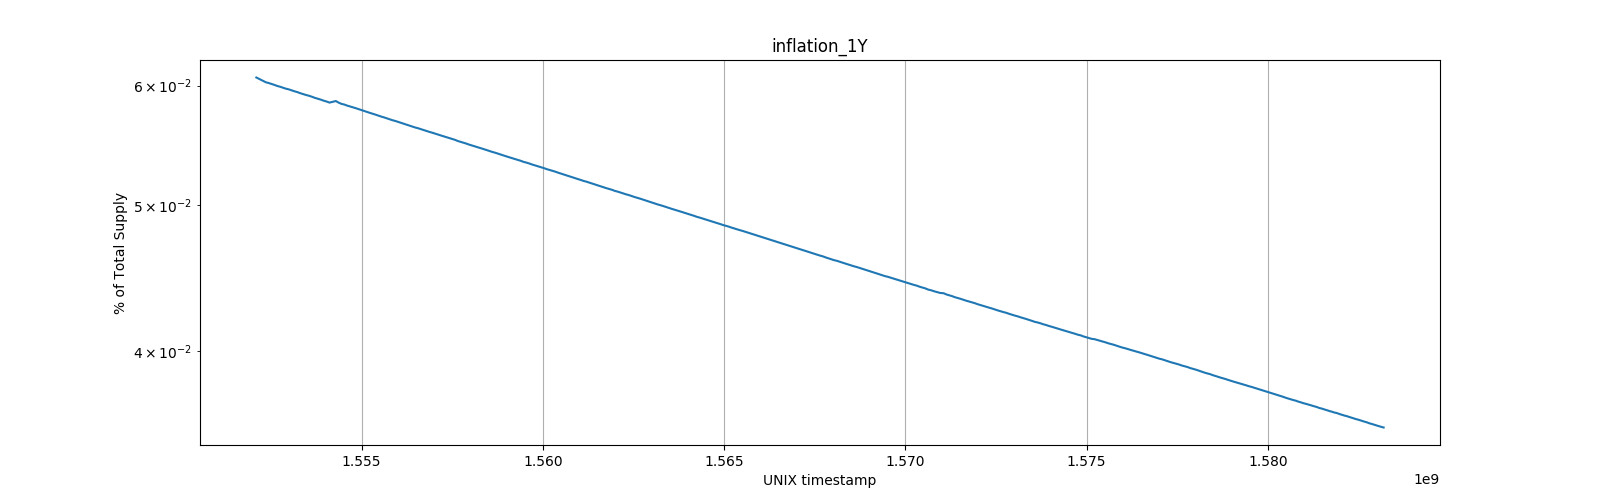 inflation_1Y
% of Total Supply
6 × 10⁻²
5 × 10⁻²
4 × 10⁻²
1.555 1.560 1.565 1.570 1.575 1.580
1e9
UNIX timestamp